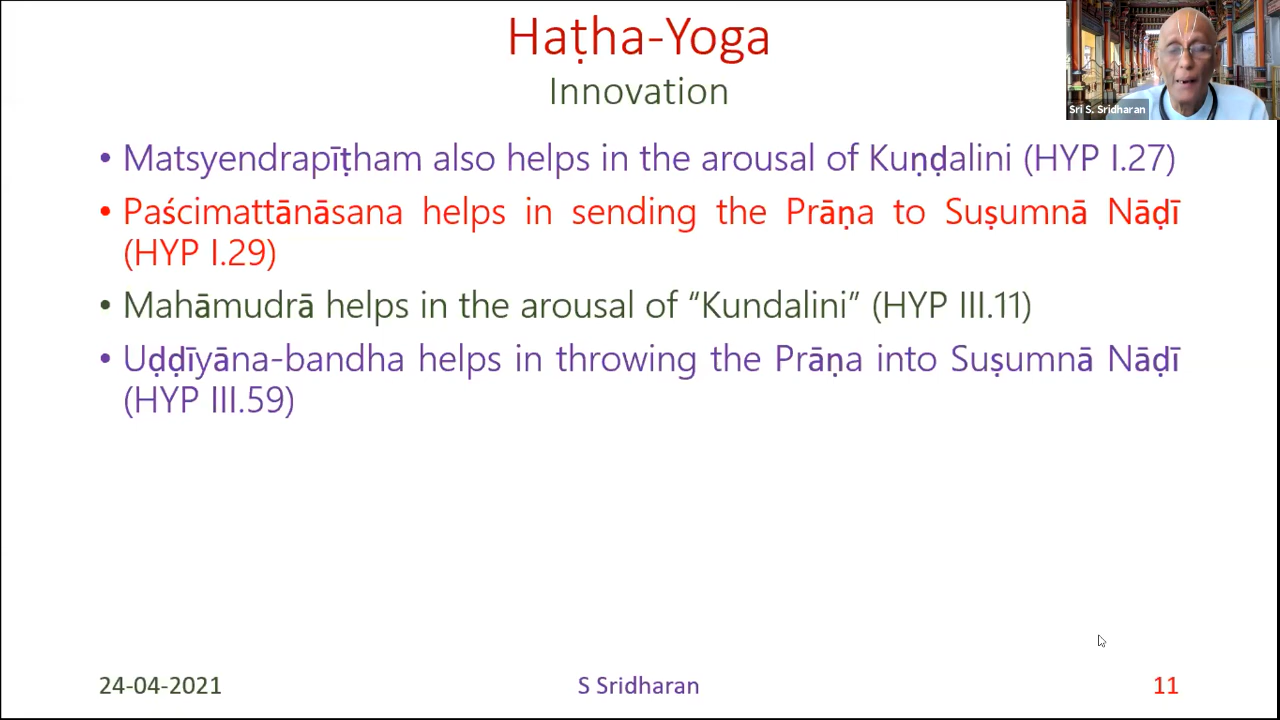 Haṭha-Yoga
Innovation
Sri S. Sridharan
• Matsyendrapīṭham also helps in the arousal of Kuṇḍalini (HYP I.27)
• Paścimattānāsana helps in sending the Prāṇa to Suṣumnā Nāḍī
(HYP I.29)
• Mahāmudrā helps in the arousal of “Kundalini” (HYP III.11)
• Uḍḍīyāna-bandha helps in throwing the Prāṇa into Suṣumnā Nāḍī
(HYP III.59)
24-04-2021
S Sridharan
11